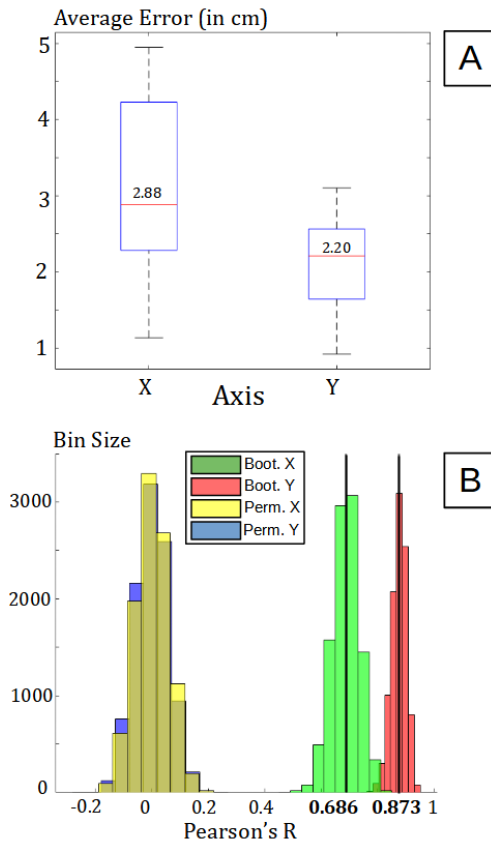 Average Error (in cm)
A
5
4
3
2
1
2.88
2.20
X
Y
Axis
Bin Size
B
Boot. X
Boot. Y
Perm. X
Perm. Y
3000
2000
1000
0
-0.2 0 0.2 0.4 0.686 0.873 1
Pearson's R